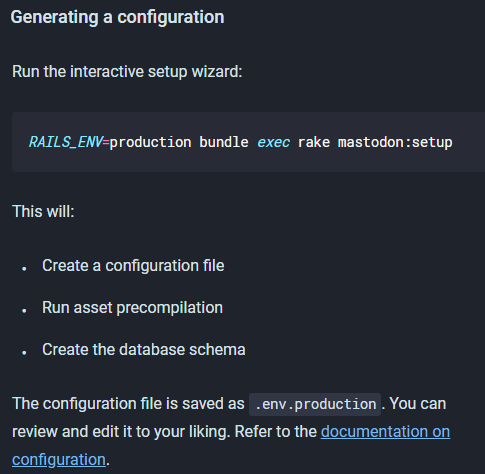 Generating a configuration
Run the interactive setup wizard:
RAILS_ENV=production bundle exec rake mastodon:setup
This will:
• Create a configuration file
• Run asset precompilation
• Create the database schema
The configuration file is saved as .env.production. You can
review and edit it to your liking. Refer to the documentation on
configuration.